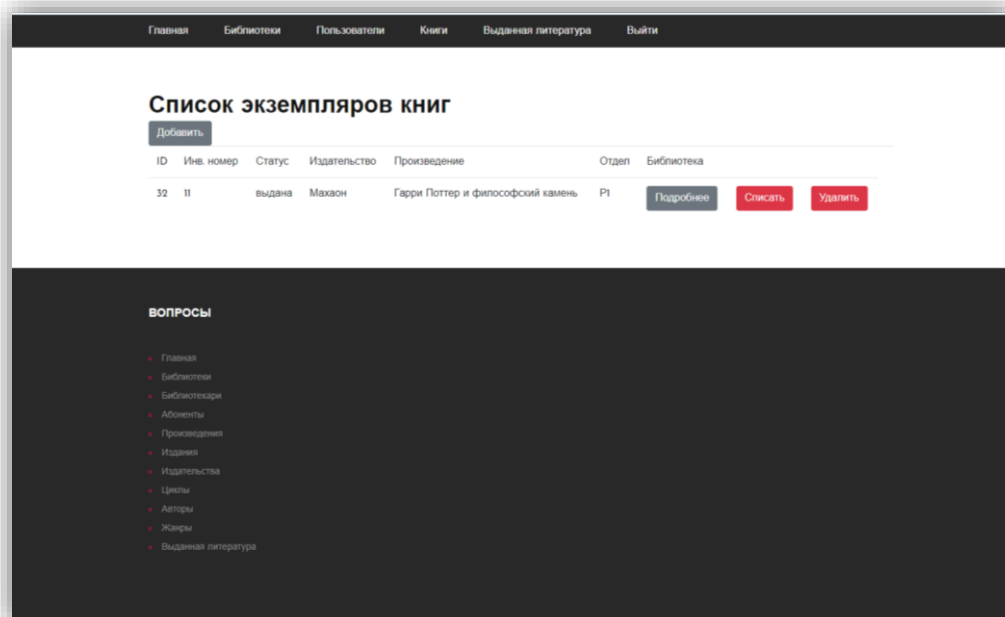 Главная Библиотеки Пользователи Книги Выданная литература Выйти
Список экземпляров книг
Добавить
ID Инв. номер Статус Издательство Произведение Отдел Библиотека
32 11 выдана Махаон Гарри Поттер и философский камень P1 Подробнее Списать Удалить
ВОПРОСЫ
Главная
Библиотеки
Библиотекари
Абоненты
Произведения
Издания
Издательства
Циклы
Авторы
Жанры
Выданная литература